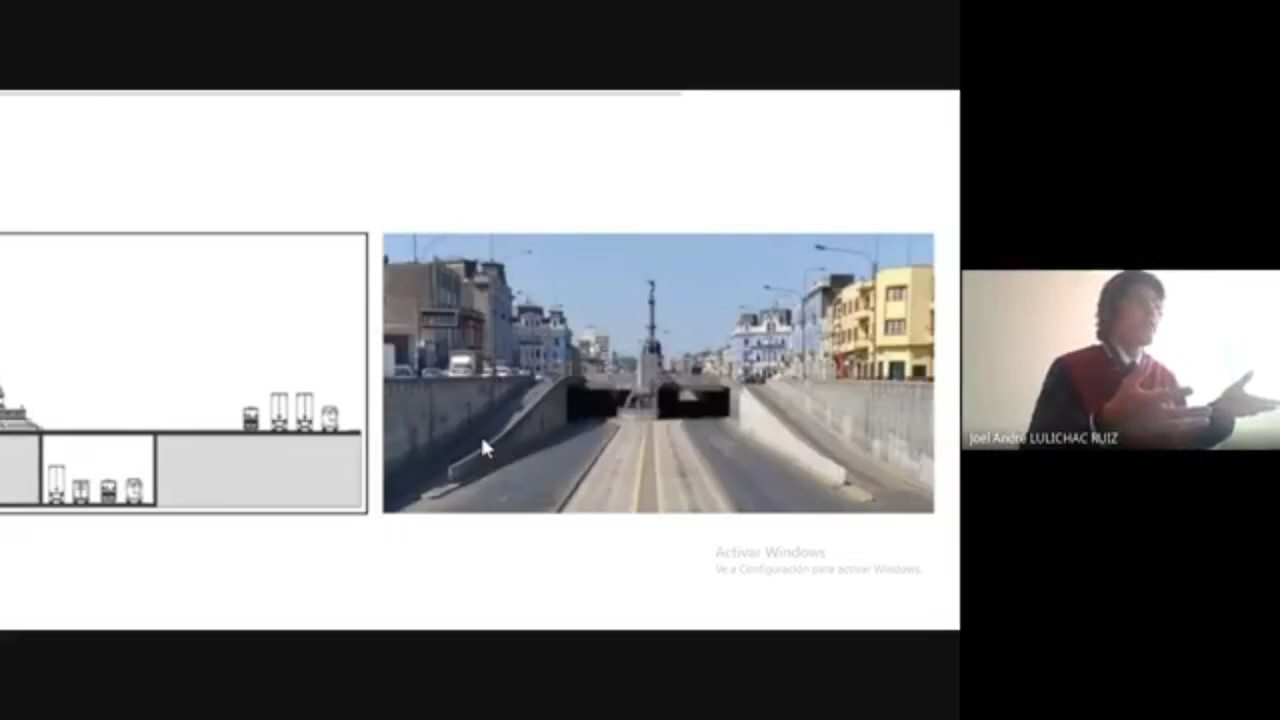 Activar Windows
Ve a Configuración para activar Windows.
Joel André LULICHAC RUIZ